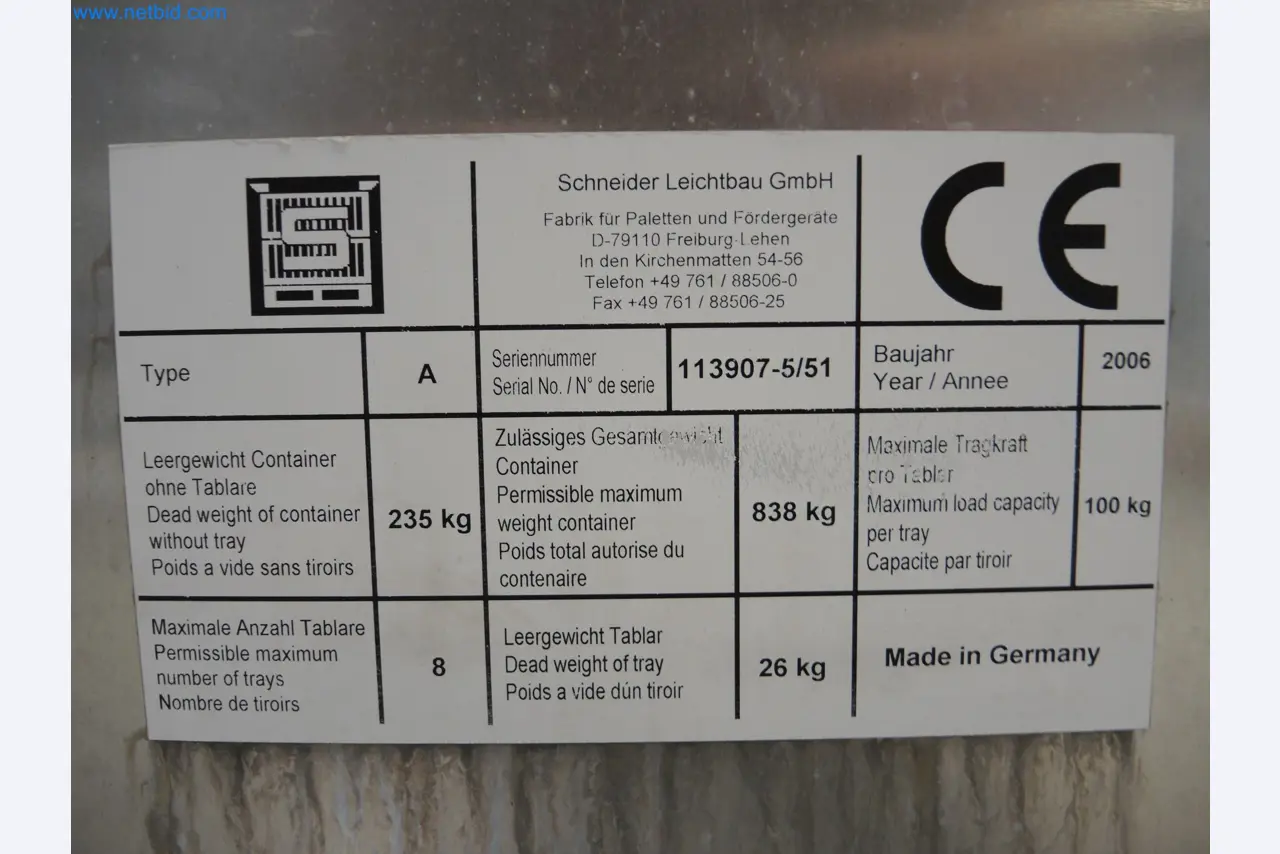 www.netbid.com
Schneider Leichtbau GmbH
Fabrik für Paletten und Fördergeräte
D-79110 Freiburg-Lehen
In den Kirchenmatten 54-56
Telefon +49 761 / 88506-0
Fax +49 761 / 88506-25
CE
Type
A
Seriennummer
Serial No. / N° de serie
113907-5/51
Baujahr
Year / Annee
2006
Leergewicht Container
ohne Tablare
Dead weight of container
without tray
Poids a vide sans tiroirs
235 kg
Zulässiges Gesamtgewicht
Container
Permissible maximum
weight container
Poids total autorise du
contenaire
838 kg
Maximale Tragkraft
pro Tablar
Maximum load capacity
per tray
Capacite par tiroir
100 kg
Maximale Anzahl Tablare
Permissible maximum
number of trays
Nombre de tiroirs
8
Leergewicht Tablar
Dead weight of tray
Poids a vide dún tiroir
26 kg
Made in Germany